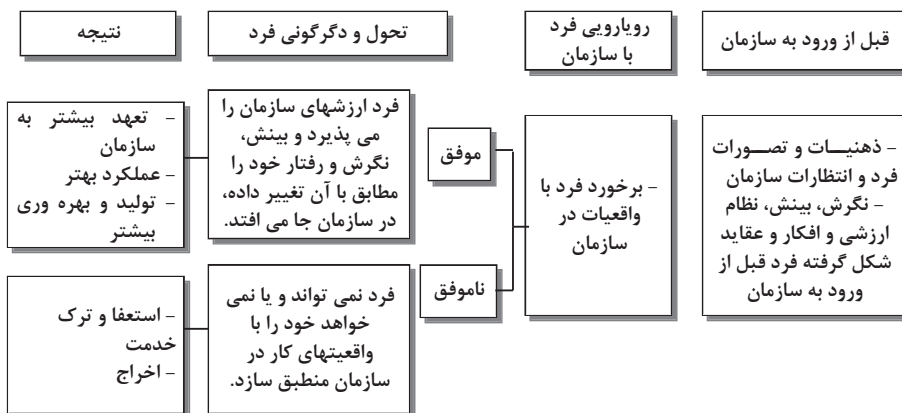 قبل از ورود به سازمان
رویارویی فرد
با سازمان
تحول و دگرگونی فرد
نتیجه
– ذهنیات و تصورات
فرد و انتظارات سازمان
– نگرش، بینش، نظام
ارزشی و افکار و عقاید
شکل گرفته فرد قبل از
ورود به سازمان
– برخورد فرد با
واقعیات در
سازمان
موفق
فرد ارزشهای سازمان را
می پذیرد و بینش،
نگرش و رفتار خود را
مطابق با آن تغییر داده،
در سازمان جا می افتد.
– تعهد بیشتر به
سازمان
– عملکرد بهتر
– تولید و بهره وری
بیشتر
ناموفق
فرد نمی تواند و یا نمی
خواهد خود را با
واقعیتهای کار در
سازمان منطبق سازد.
– استعفا و ترک
خدمت
– اخراج